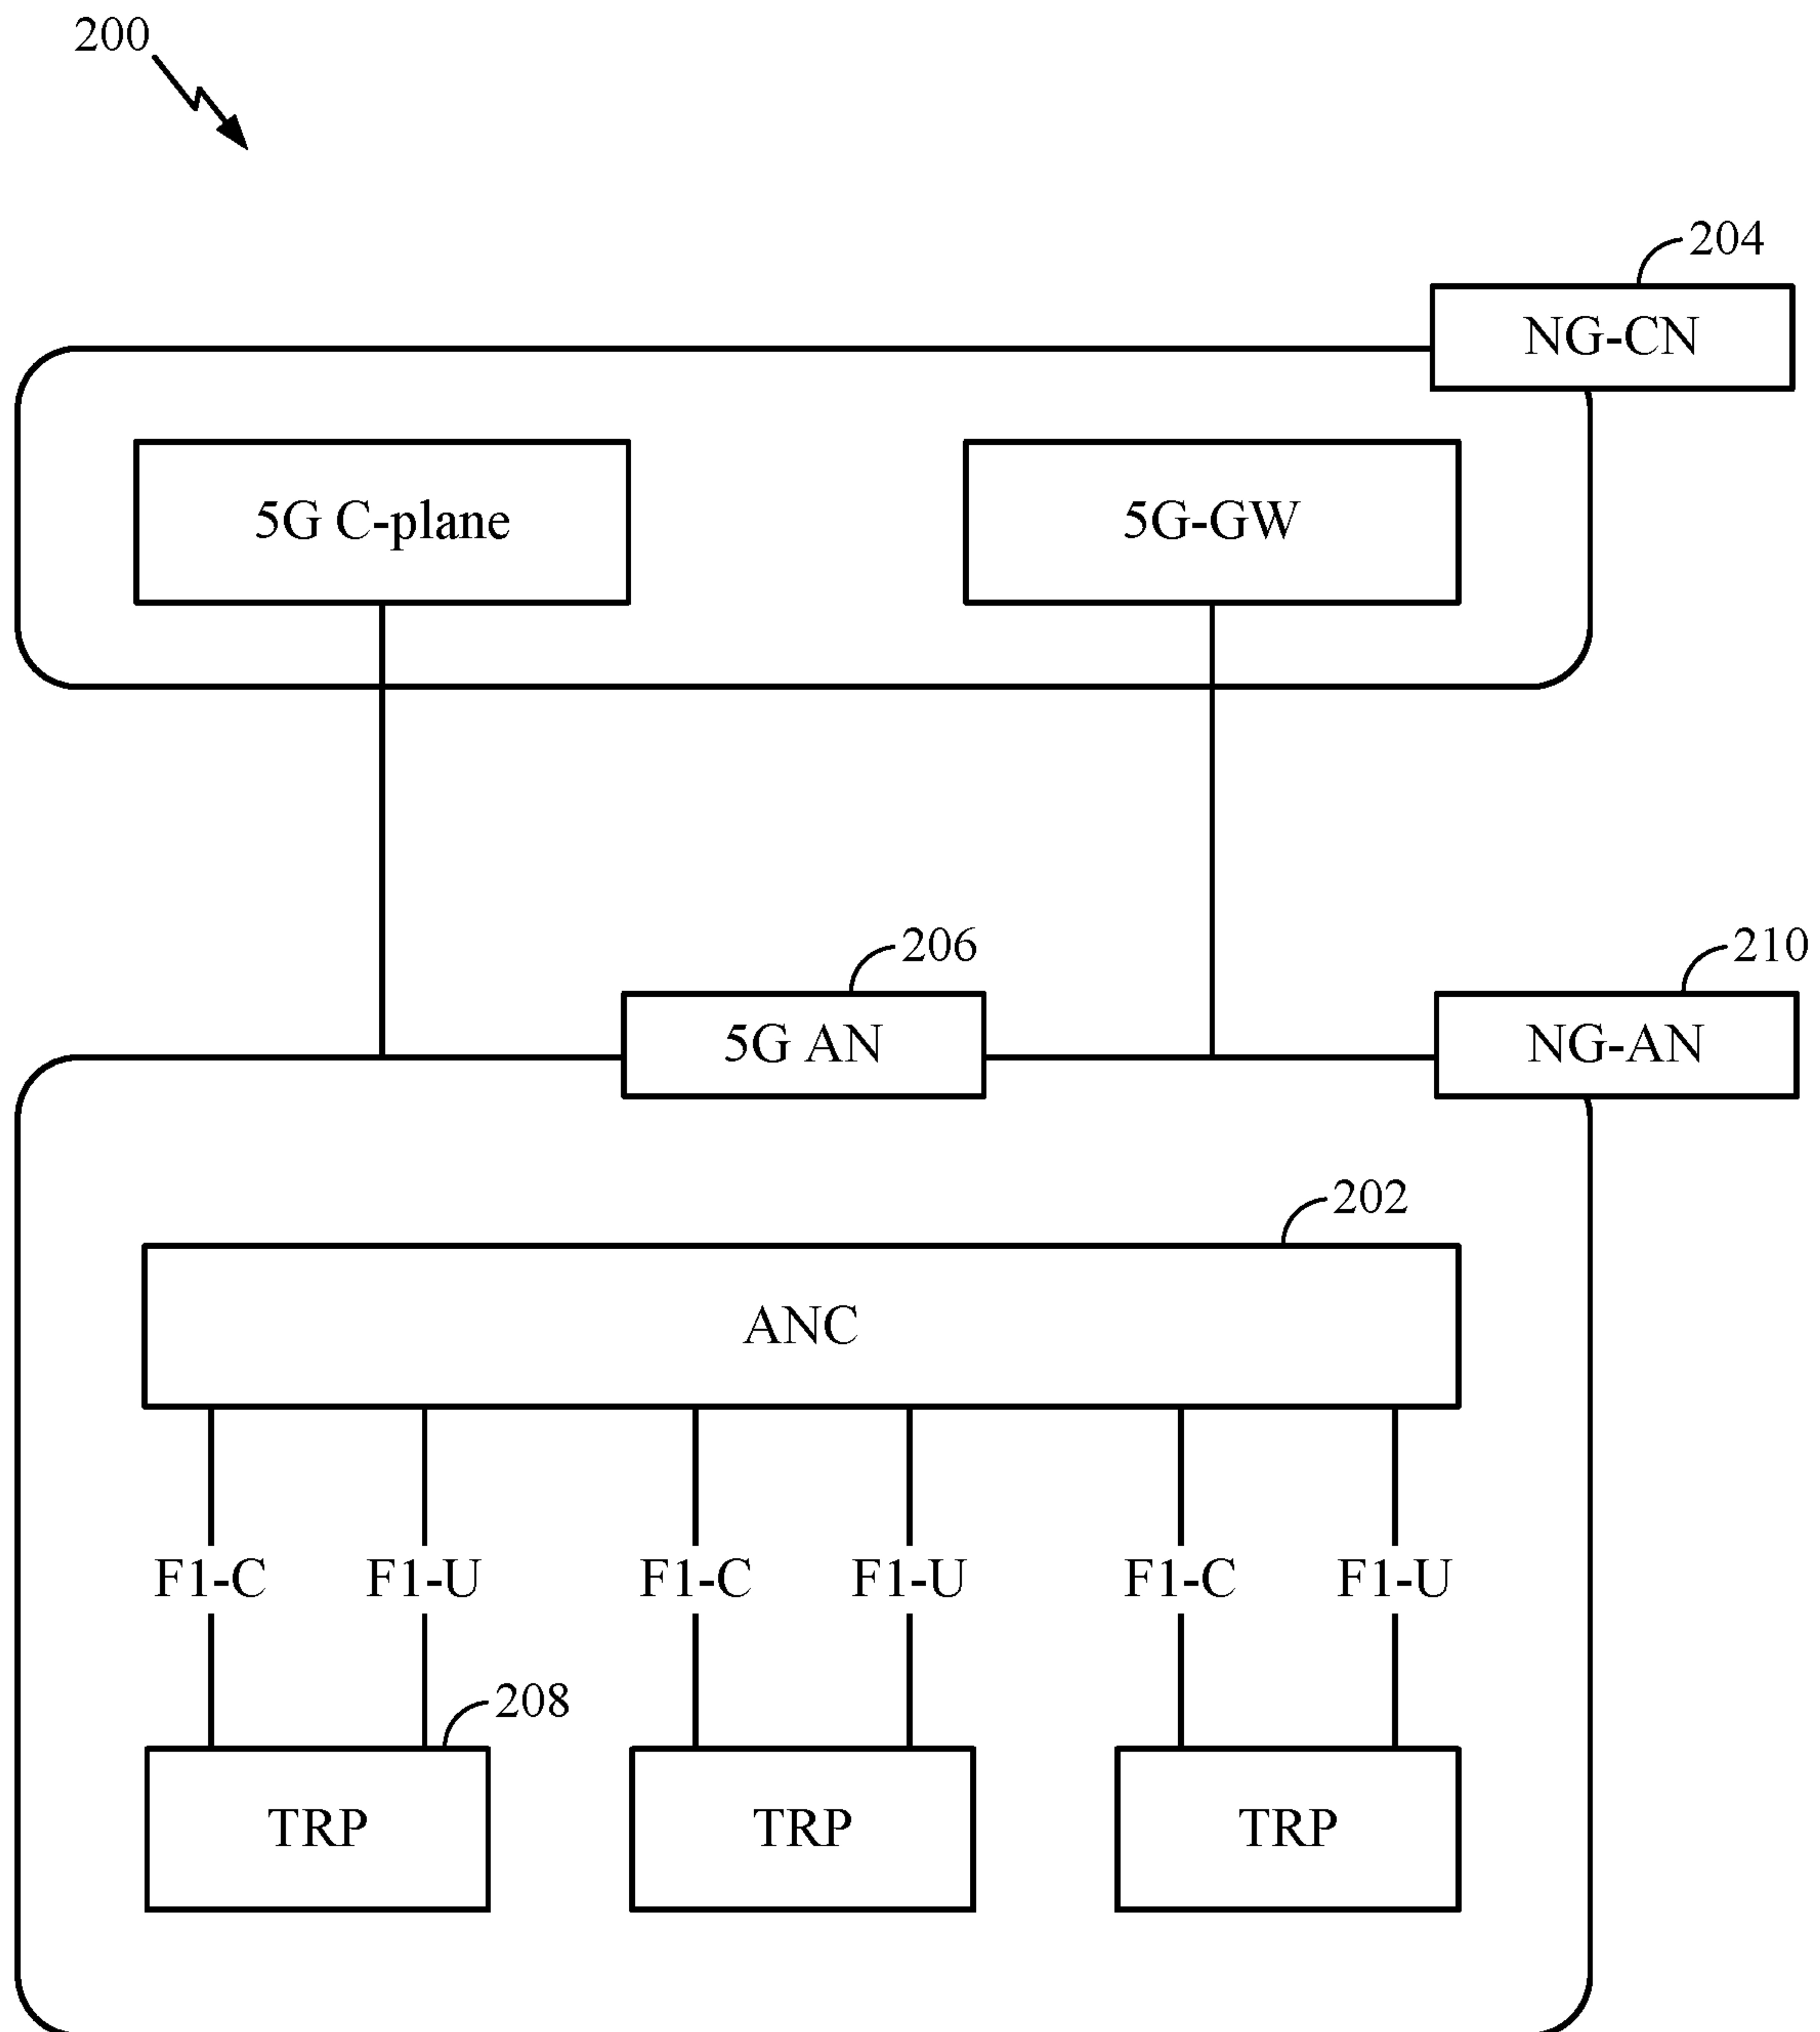 200
204
NG-CN
5G C-plane
5G-GW
206
210
5G AN
NG-AN
202
ANC
F1-C
F1-U
F1-C
F1-U
F1-C
F1-U
208
TRP
TRP
TRP